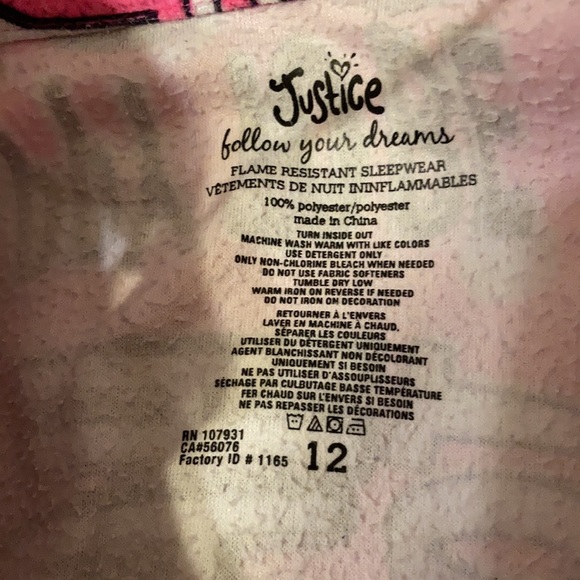 Justice
follow your dreams
FLAME RESISTANT SLEEPWEAR
VÊTEMENTS DE NUIT ININFLAMMABLES
100% polyester/polyester
made in China
TURN INSIDE OUT
MACHINE WASH WARM WITH LIKE COLORS
USE DETERGENT ONLY
ONLY NON-CHLORINE BLEACH WHEN NEEDED
DO NOT USE FABRIC SOFTENERS
TUMBLE DRY LOW
WARM IRON ON REVERSE IF NEEDED
DO NOT IRON ON DECORATION
RETOURNER À L'ENVERS
LAVER EN MACHINE À CHAUD,
SÉPARER LES COULEURS
UTILISER DU DÉTERGENT UNIQUEMENT
AGENT BLANCHISSANT NON DÉCOLORANT
UNIQUEMENT SI BESOIN
NE PAS UTILISER D'ASSOUPLISSEURS
SÉCHAGE PAR CULBUTAGE BASSE TEMPÉRATURE
FER CHAUD SUR L'ENVERS SI BESOIN
NE PAS REPASSER LES DÉCORATIONS
RN 107931
CA#56076
Factory ID # 1165
12